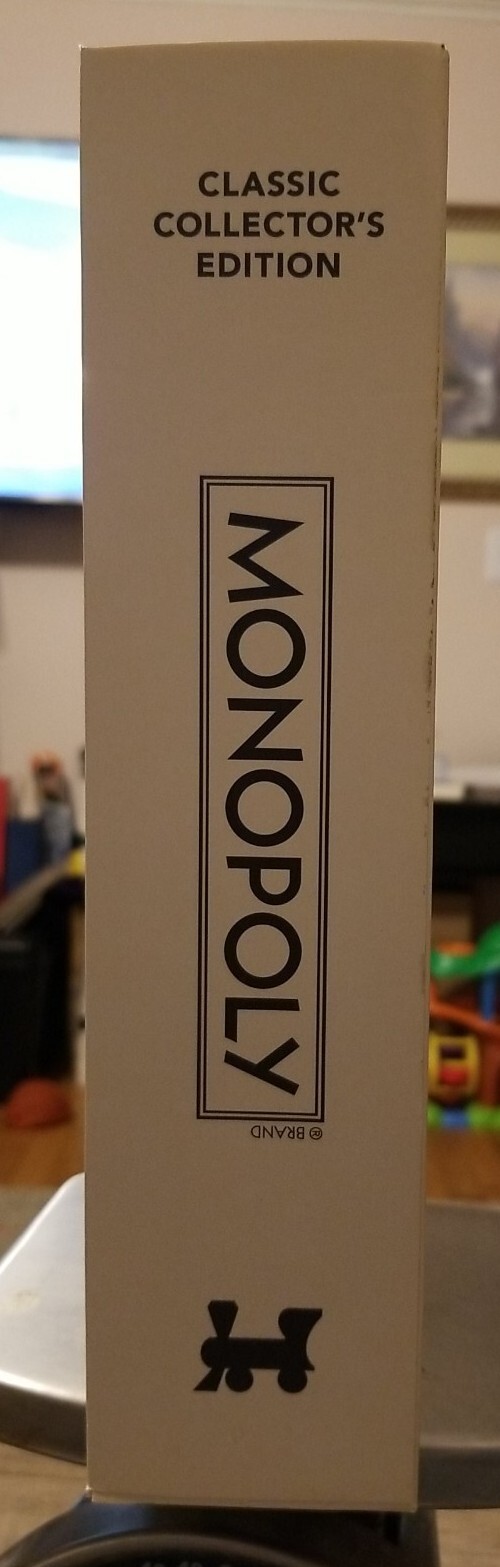 CLASSIC
COLLECTOR'S
EDITION
MONOPOLY
® BRAND